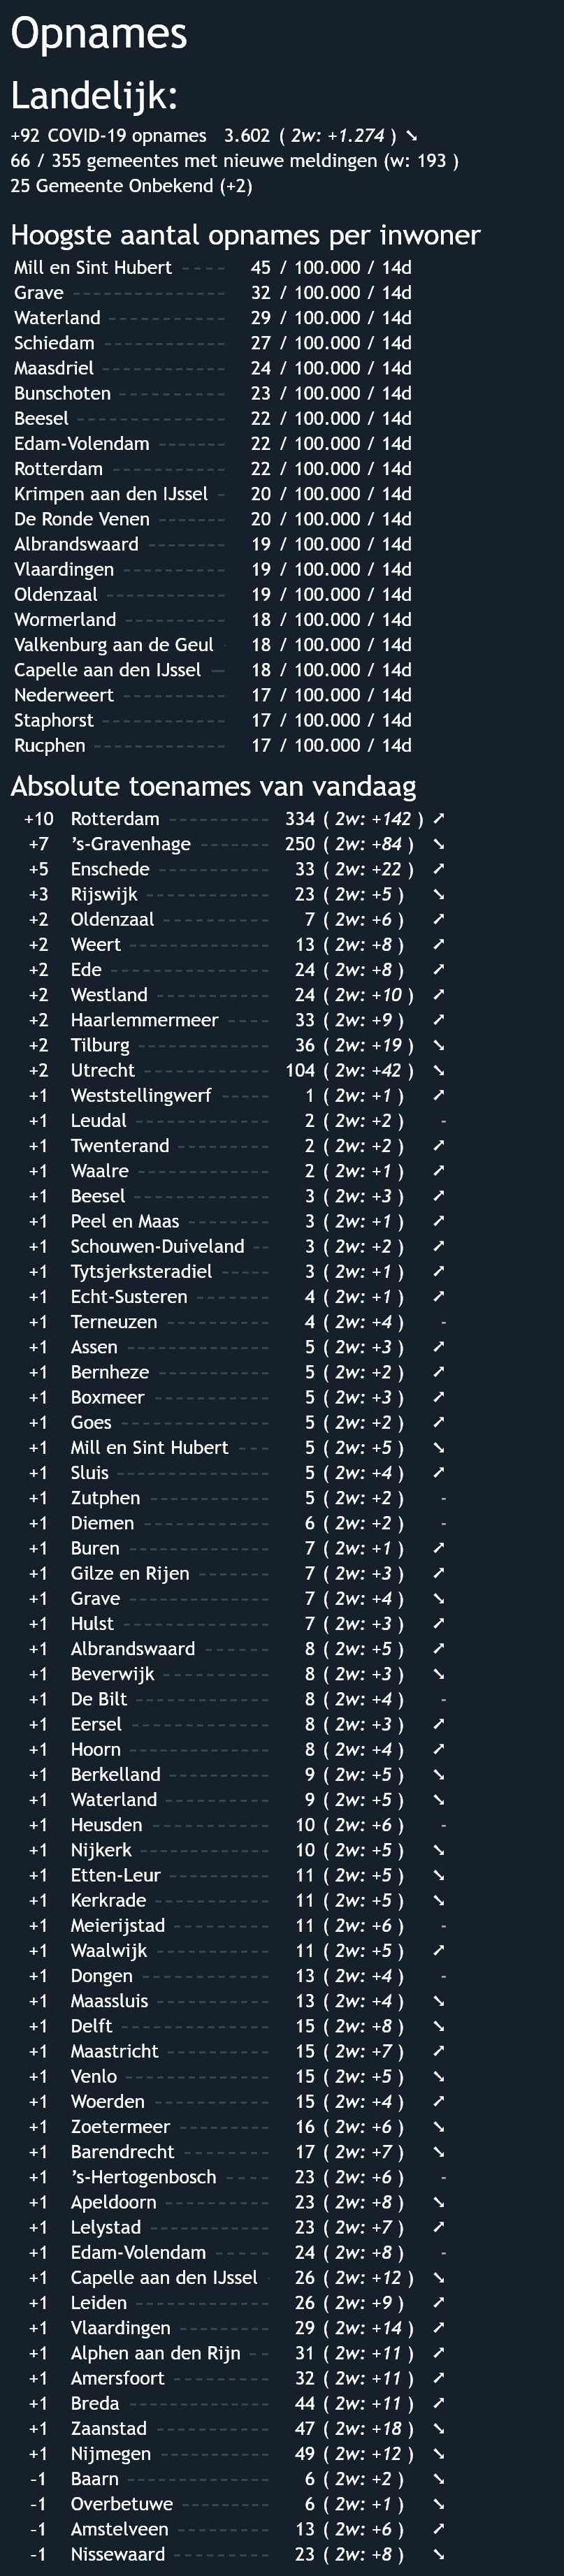 Opnames
Landelijk:
+92 COVID-19 opnames 3.602 ( 2w: +1.274 ) ➘
66 / 355 gemeentes met nieuwe meldingen (w: 193 )
25 Gemeente Onbekend (+2)
Hoogste aantal opnames per inwoner
Mill en Sint Hubert ---- 45 / 100.000 / 14d
Grave -------------- 32 / 100.000 / 14d
Waterland ----------- 29 / 100.000 / 14d
Schiedam ----------- 27 / 100.000 / 14d
Maasdriel ----------- 24 / 100.000 / 14d
Bunschoten ---------- 23 / 100.000 / 14d
Beesel -------------- 22 / 100.000 / 14d
Edam-Volendam ------ 22 / 100.000 / 14d
Rotterdam ---------- 22 / 100.000 / 14d
Krimpen aan den IJssel - 20 / 100.000 / 14d
De Ronde Venen ------ 20 / 100.000 / 14d
Albrandswaard ------- 19 / 100.000 / 14d
Vlaardingen --------- 19 / 100.000 / 14d
Oldenzaal ----------- 19 / 100.000 / 14d
Wormerland --------- 18 / 100.000 / 14d
Valkenburg aan de Geul - 18 / 100.000 / 14d
Capelle aan den IJssel — 18 / 100.000 / 14d
Nederweert --------- 17 / 100.000 / 14d
Staphorst ----------- 17 / 100.000 / 14d
Rucphen ------------ 17 / 100.000 / 14d
Absolute toenames van vandaag
+10 Rotterdam ---------- 334 ( 2w: +142 ) ➚
+7 ’s-Gravenhage ------- 250 ( 2w: +84 ) ➘
+5 Enschede ----------- 33 ( 2w: +22 ) ➚
+3 Rijswijk ------------ 23 ( 2w: +5 ) ➘
+2 Oldenzaal ---------- 7 ( 2w: +6 ) ➚
+2 Weert ------------- 13 ( 2w: +8 ) ➚
+2 Ede --------------- 24 ( 2w: +8 ) ➚
+2 Westland ----------- 24 ( 2w: +10 ) ➚
+2 Haarlemmermeer ---- 33 ( 2w: +9 ) ➚
+2 Tilburg ------------ 36 ( 2w: +19 ) ➘
+2 Utrecht ------------ 104 ( 2w: +42 ) ➘
+1 Weststellingwerf ----- 1 ( 2w: +1 ) ➚
+1 Leudal ------------- 2 ( 2w: +2 ) -
+1 Twenterand --------- 2 ( 2w: +2 ) ➚
+1 Waalre ------------ 2 ( 2w: +1 ) ➚
+1 Beesel ------------- 3 ( 2w: +3 ) ➚
+1 Peel en Maas -------- 3 ( 2w: +1 ) ➚
+1 Schouwen-Duiveland -- 3 ( 2w: +2 ) ➚
+1 Tytsjerksteradiel ----- 3 ( 2w: +1 ) ➚
+1 Echt-Susteren ------- 4 ( 2w: +1 ) ➚
+1 Terneuzen ---------- 4 ( 2w: +4 ) -
+1 Assen ------------- 5 ( 2w: +3 ) ➚
+1 Bernheze ----------- 5 ( 2w: +2 ) ➚
+1 Boxmeer ----------- 5 ( 2w: +3 ) ➚
+1 Goes -------------- 5 ( 2w: +2 ) ➚
+1 Mill en Sint Hubert --- 5 ( 2w: +5 ) ➘
+1 Sluis -------------- 5 ( 2w: +4 ) ➚
+1 Zutphen ----------- 5 ( 2w: +2 ) -
+1 Diemen ------------ 6 ( 2w: +2 ) -
+1 Buren ------------- 7 ( 2w: +1 ) ➚
+1 Gilze en Rijen ------- 7 ( 2w: +3 ) ➚
+1 Grave ------------- 7 ( 2w: +4 ) ➘
+1 Hulst -------------- 7 ( 2w: +3 ) ➚
+1 Albrandswaard ------ 8 ( 2w: +5 ) ➚
+1 Beverwijk ---------- 8 ( 2w: +3 ) ➘
+1 De Bilt ------------ 8 ( 2w: +4 ) -
+1 Eersel ------------- 8 ( 2w: +3 ) ➚
+1 Hoorn ------------- 8 ( 2w: +4 ) ➚
+1 Berkelland --------- 9 ( 2w: +5 ) ➘
+1 Waterland ---------- 9 ( 2w: +5 ) ➘
+1 Heusden ----------- 10 ( 2w: +6 ) -
+1 Nijkerk ------------ 10 ( 2w: +5 ) ➘
+1 Etten-Leur ---------- 11 ( 2w: +5 ) ➘
+1 Kerkrade ----------- 11 ( 2w: +5 ) ➘
+1 Meierijstad --------- 11 ( 2w: +6 ) -
+1 Waalwijk ----------- 11 ( 2w: +5 ) ➚
+1 Dongen ------------ 13 ( 2w: +4 ) -
+1 Maassluis ----------- 13 ( 2w: +4 ) ➘
+1 Delft -------------- 15 ( 2w: +8 ) ➘
+1 Maastricht ---------- 15 ( 2w: +7 ) ➚
+1 Venlo ------------- 15 ( 2w: +5 ) ➘
+1 Woerden ----------- 15 ( 2w: +4 ) ➚
+1 Zoetermeer --------- 16 ( 2w: +6 ) ➘
+1 Barendrecht -------- 17 ( 2w: +7 ) ➘
+1 ’s-Hertogenbosch ---- 23 ( 2w: +6 ) -
+1 Apeldoorn ---------- 23 ( 2w: +8 ) ➘
+1 Lelystad ----------- 23 ( 2w: +7 ) ➚
+1 Edam-Volendam ----- 24 ( 2w: +8 ) -
+1 Capelle aan den IJssel - 26 ( 2w: +12 ) ➘
+1 Leiden ------------- 26 ( 2w: +9 ) ➚
+1 Vlaardingen --------- 29 ( 2w: +14 ) ➚
+1 Alphen aan den Rijn -- 31 ( 2w: +11 ) ➚
+1 Amersfoort --------- 32 ( 2w: +11 ) ➚
+1 Breda ------------- 44 ( 2w: +11 ) ➚
+1 Zaanstad ----------- 47 ( 2w: +18 ) ➘
+1 Nijmegen ---------- 49 ( 2w: +12 ) ➘
-1 Baarn ------------- 6 ( 2w: +2 ) ➘
-1 Overbetuwe --------- 6 ( 2w: +1 ) ➘
-1 Amstelveen --------- 13 ( 2w: +6 ) ➚
-1 Nissewaard --------- 23 ( 2w: +8 ) ➘